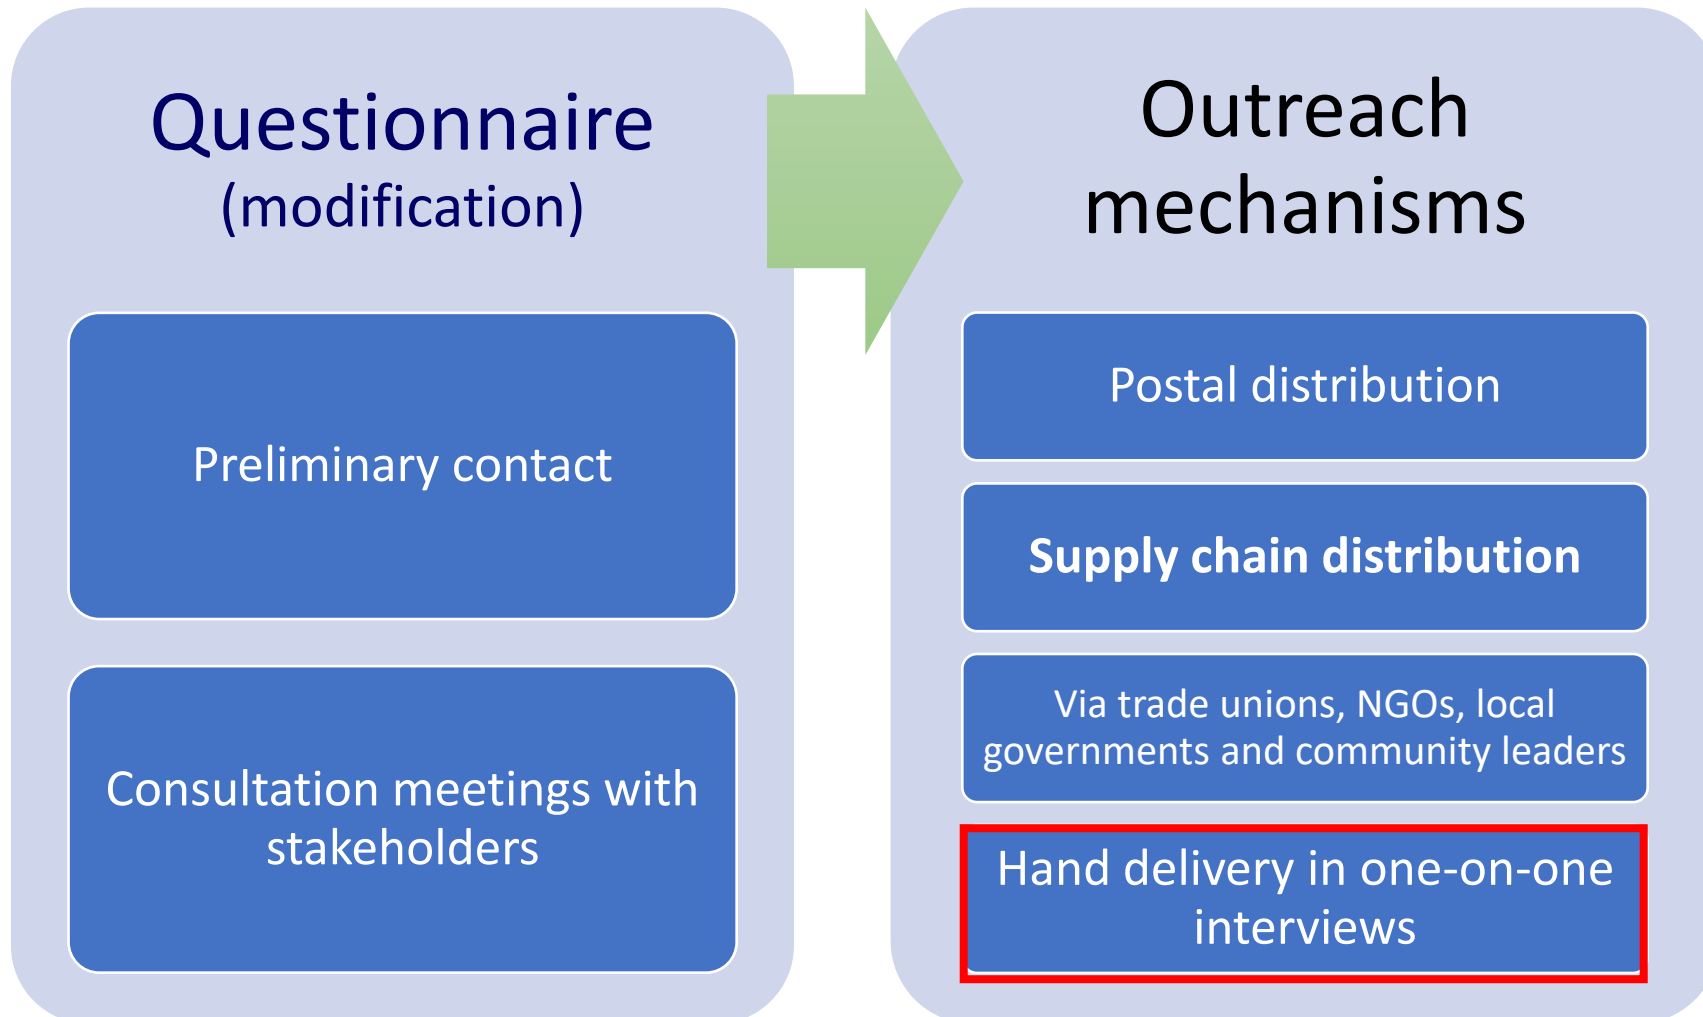 Questionnaire
(modification)
Preliminary contact
Consultation meetings with
stakeholders
Outreach
mechanisms
Postal distribution
Supply chain distribution
Via trade unions, NGOs, local
governments and community leaders
Hand delivery in one-on-one
interviews